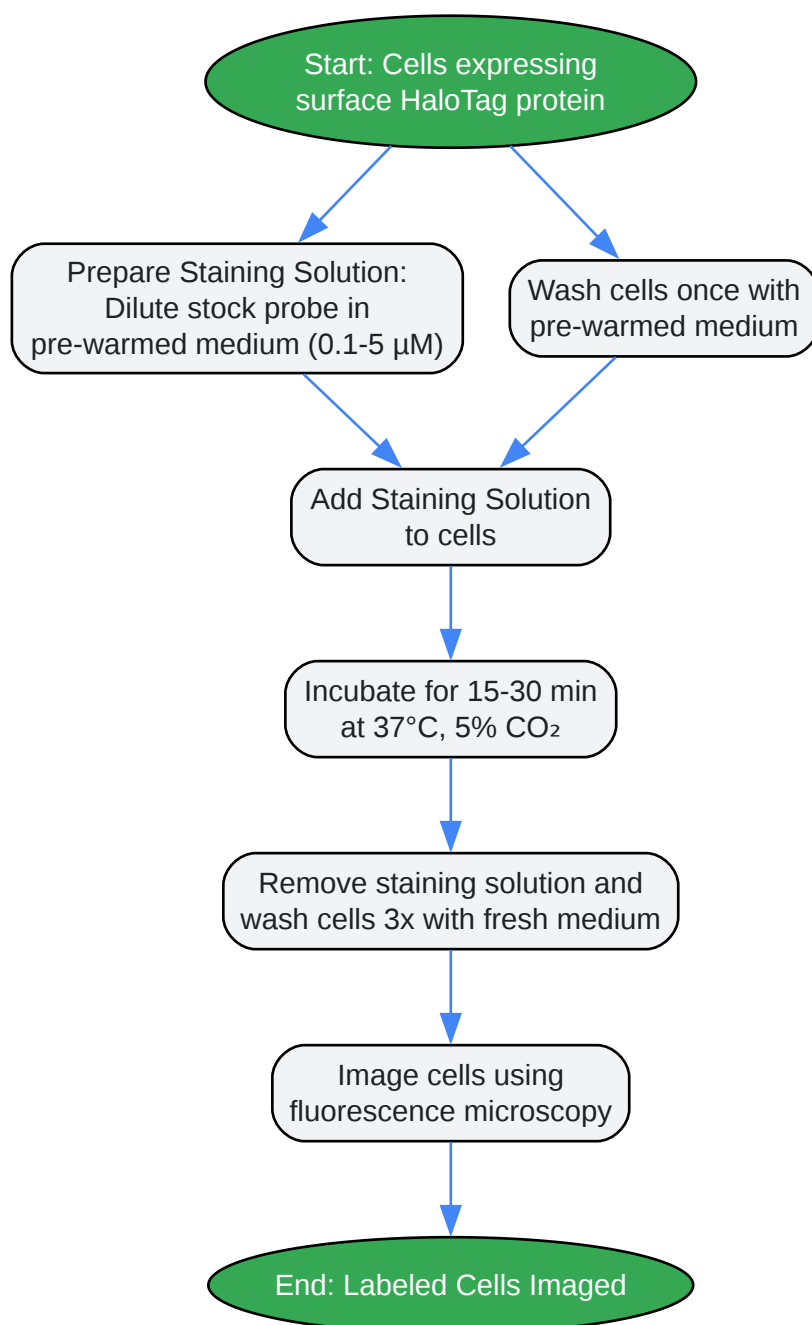 Start: Cells expressing
surface HaloTag protein
Prepare Staining Solution:
Dilute stock probe in
pre-warmed medium (0.1-5 µM)
Wash cells once with
pre-warmed medium
Add Staining Solution
to cells
Incubate for 15-30 min
at 37°C, 5% CO₂
Remove staining solution and
wash cells 3x with fresh medium
Image cells using
fluorescence microscopy
End: Labeled Cells Imaged